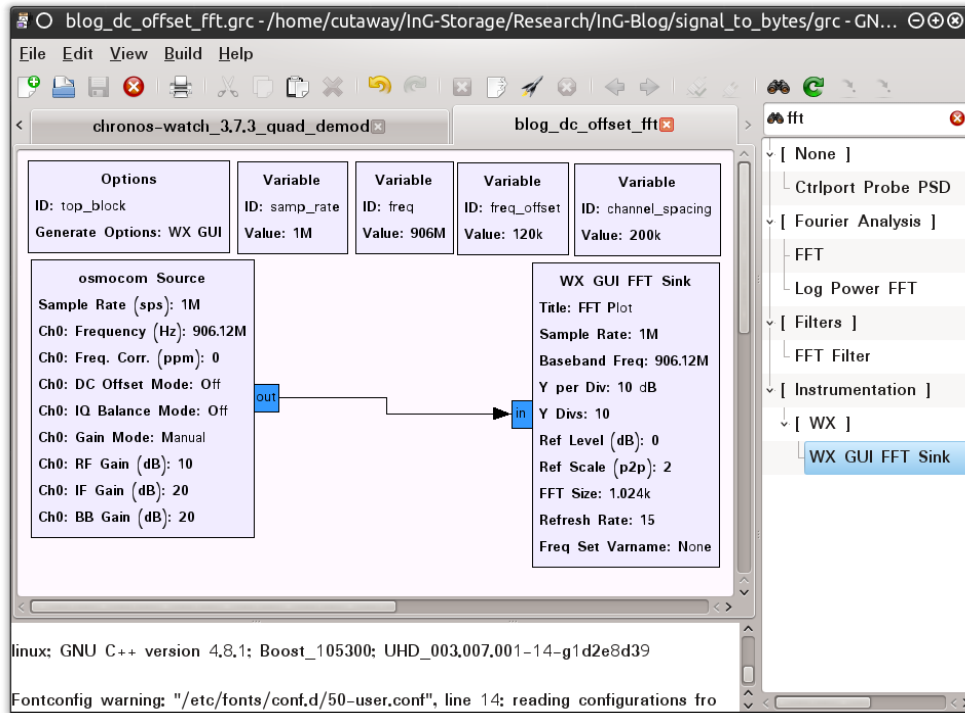 blog_dc_offset_fft.grc - /home/cutaway/InG-Storage/Research/InG-Blog/signal_to_bytes/grc - GN...
File Edit View Build Help
chronos-watch_3.7.3_quad_demod
blog_dc_offset_fft
fft
Options
ID: top_block
Generate Options: WX GUI
Variable
ID: samp_rate
Value: 1M
Variable
ID: freq
Value: 906M
Variable
ID: freq_offset
Value: 120k
Variable
ID: channel_spacing
Value: 200k
osmocom Source
Sample Rate (sps): 1M
Ch0: Frequency (Hz): 906.12M
Ch0: Freq. Corr. (ppm): 0
Ch0: DC Offset Mode: Off
Ch0: IQ Balance Mode: Off
Ch0: Gain Mode: Manual
Ch0: RF Gain (dB): 10
Ch0: IF Gain (dB): 20
Ch0: BB Gain (dB): 20
out
in
WX GUI FFT Sink
Title: FFT Plot
Sample Rate: 1M
Baseband Freq: 906.12M
Y per Div: 10 dB
Y Divs: 10
Ref Level (dB): 0
Ref Scale (p2p): 2
FFT Size: 1.024k
Refresh Rate: 15
Freq Set Varname: None
[ None ]
Ctrlport Probe PSD
[ Fourier Analysis ]
FFT
Log Power FFT
[ Filters ]
FFT Filter
[ Instrumentation ]
[ WX ]
WX GUI FFT Sink
linux; GNU C++ version 4.8.1; Boost_105300; UHD_003.007.001-14-g1d2e8d39
Fontconfig warning: "/etc/fonts/conf.d/50-user.conf", line 14: reading configurations fro